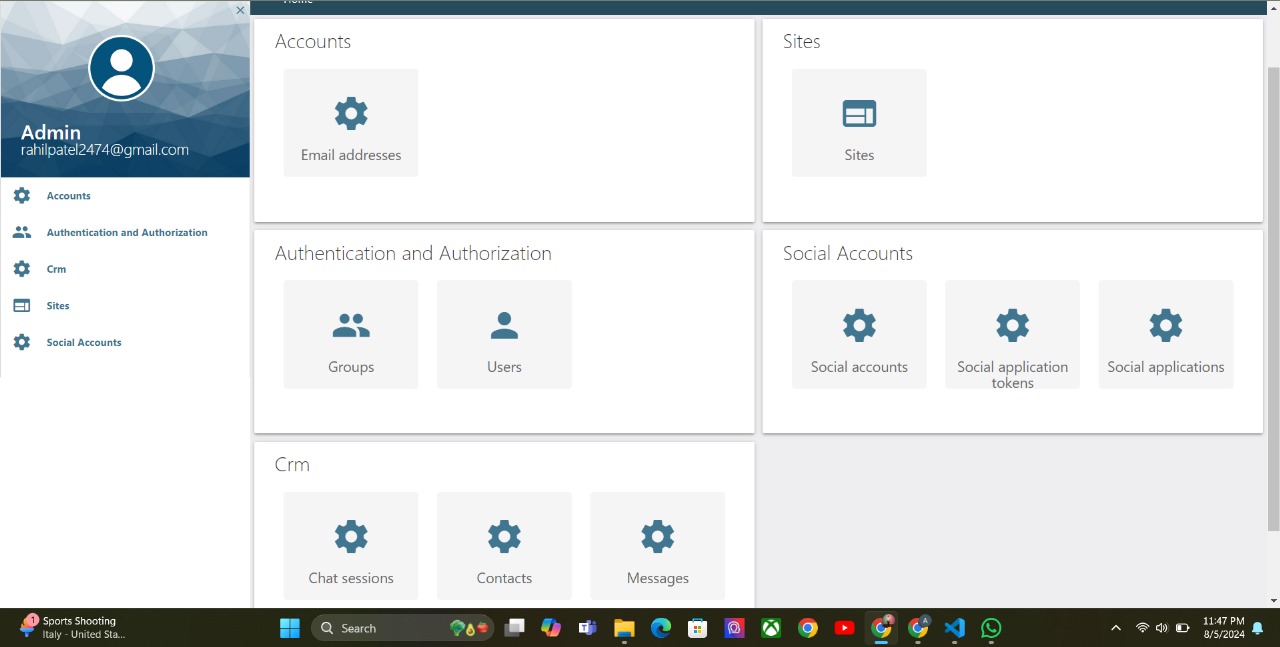 Home
Admin
rahilpatel2474@gmail.com
Accounts
Authentication and Authorization
Crm
Sites
Social Accounts
Accounts
Email addresses
Sites
Sites
Authentication and Authorization
Groups
Users
Social Accounts
Social accounts
Social application
tokens
Social applications
Crm
Chat sessions
Contacts
Messages
1
Sports Shooting
Italy - United Sta...
Search
A
11:47 PM
8/5/2024